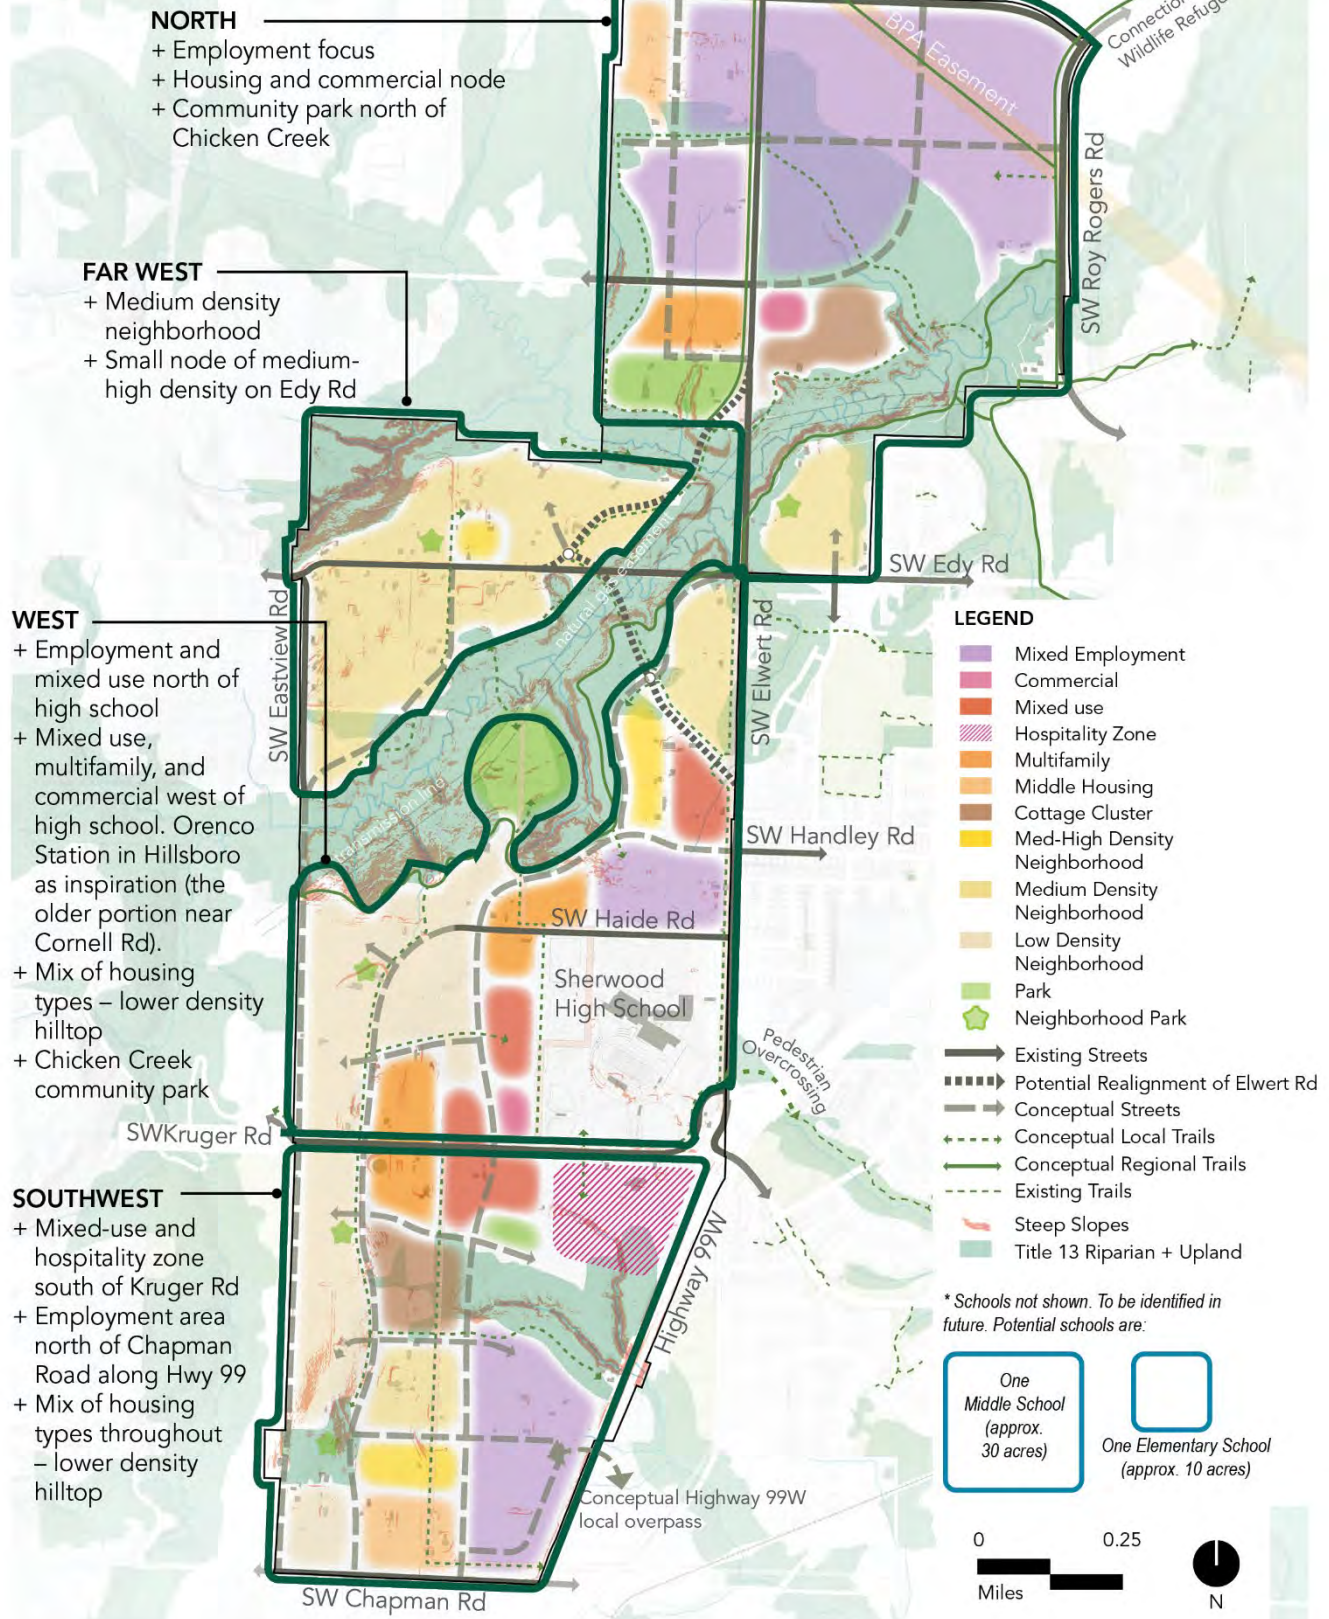 NORTH
+ Employment focus
+ Housing and commercial node
+ Community park north of
Chicken Creek
BPA Easement
Connection
Wildlife Refuge
SW Roy Rogers Rd
FAR WEST
+ Medium density
neighborhood
+ Small node of medium-
high density on Edy Rd
SW Edy Rd
natural gas easement
SW Eastview Rd
SW Elwert Rd
transmission line
WEST
+ Employment and
mixed use north of
high school
+ Mixed use,
multifamily, and
commercial west of
high school. Orenco
Station in Hillsboro
as inspiration (the
older portion near
Cornell Rd).
+ Mix of housing
types – lower density
hilltop
+ Chicken Creek
community park
SW Handley Rd
SW Haide Rd
Sherwood
High School
Pedestrian
Overcrossing
SWKruger Rd
SOUTHWEST
+ Mixed-use and
hospitality zone
south of Kruger Rd
+ Employment area
north of Chapman
Road along Hwy 99
+ Mix of housing
types throughout
– lower density
hilltop
Highway 99W
Conceptual Highway 99W
local overpass
SW Chapman Rd
LEGEND
Mixed Employment
Commercial
Mixed use
Hospitality Zone
Multifamily
Middle Housing
Cottage Cluster
Med-High Density
Neighborhood
Medium Density
Neighborhood
Low Density
Neighborhood
Park
Neighborhood Park
Existing Streets
Potential Realignment of Elwert Rd
Conceptual Streets
Conceptual Local Trails
Conceptual Regional Trails
Existing Trails
Steep Slopes
Title 13 Riparian + Upland
* Schools not shown. To be identified in
future. Potential schools are:
One
Middle School
(approx.
30 acres)
One Elementary School
(approx. 10 acres)
0 0.25
Miles
N